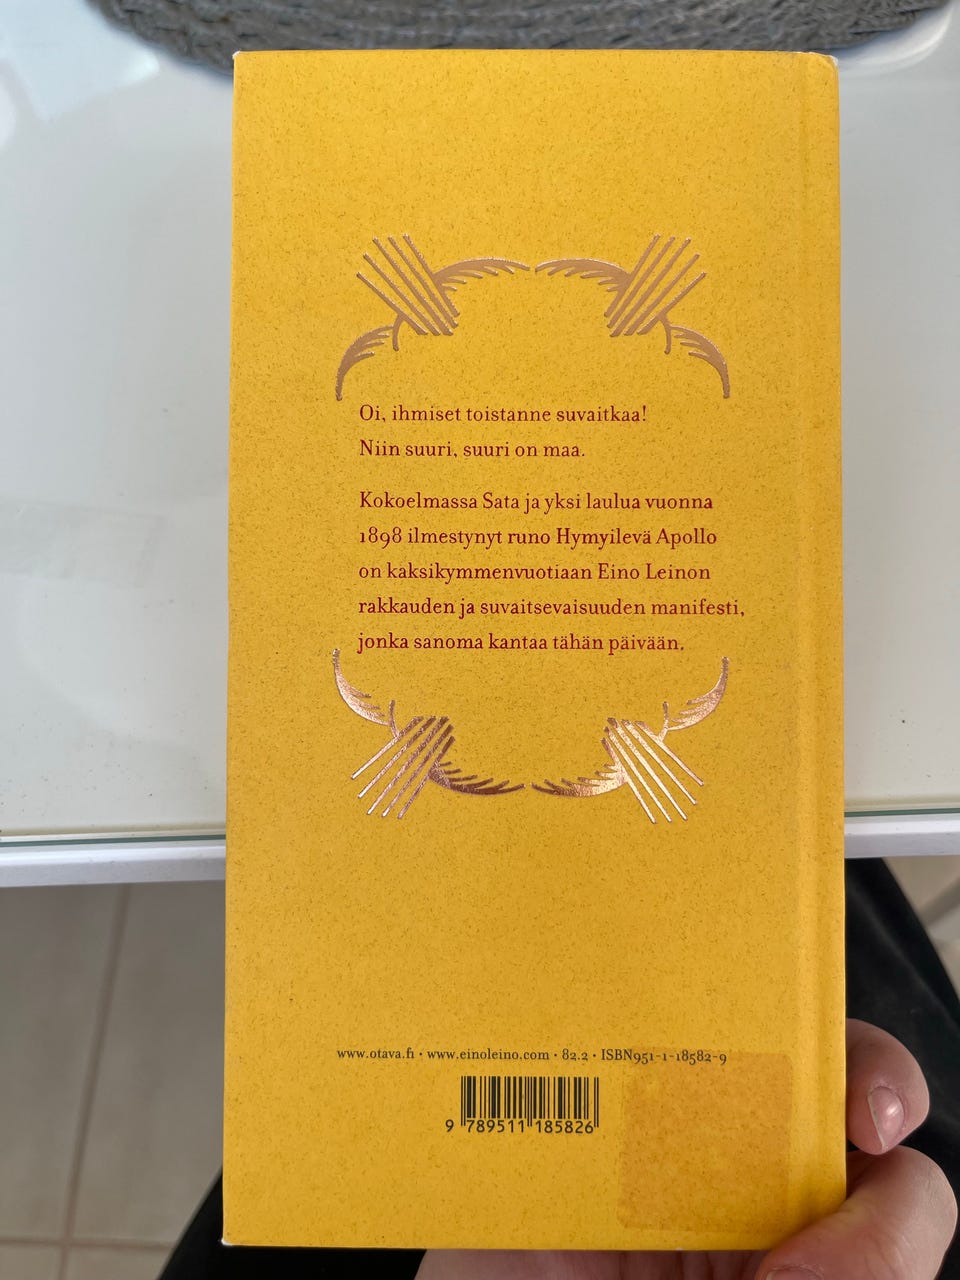 Oi, ihmiset toistanne suvaitkaa!
Niin suuri, suuri on maa.
Kokoelmassa Sata ja yksi laulua vuonna
1898 ilmestynyt runo Hymyilevä Apollo
on kaksikymmenvuotiaan Eino Leinon
rakkauden ja suvaitsevaisuuden manifesti,
jonka sanoma kantaa tähän päivään.
www.otava.fi · www.einoleino.com · 82.2 · ISBN951-1-18582-9
9 789511 185826